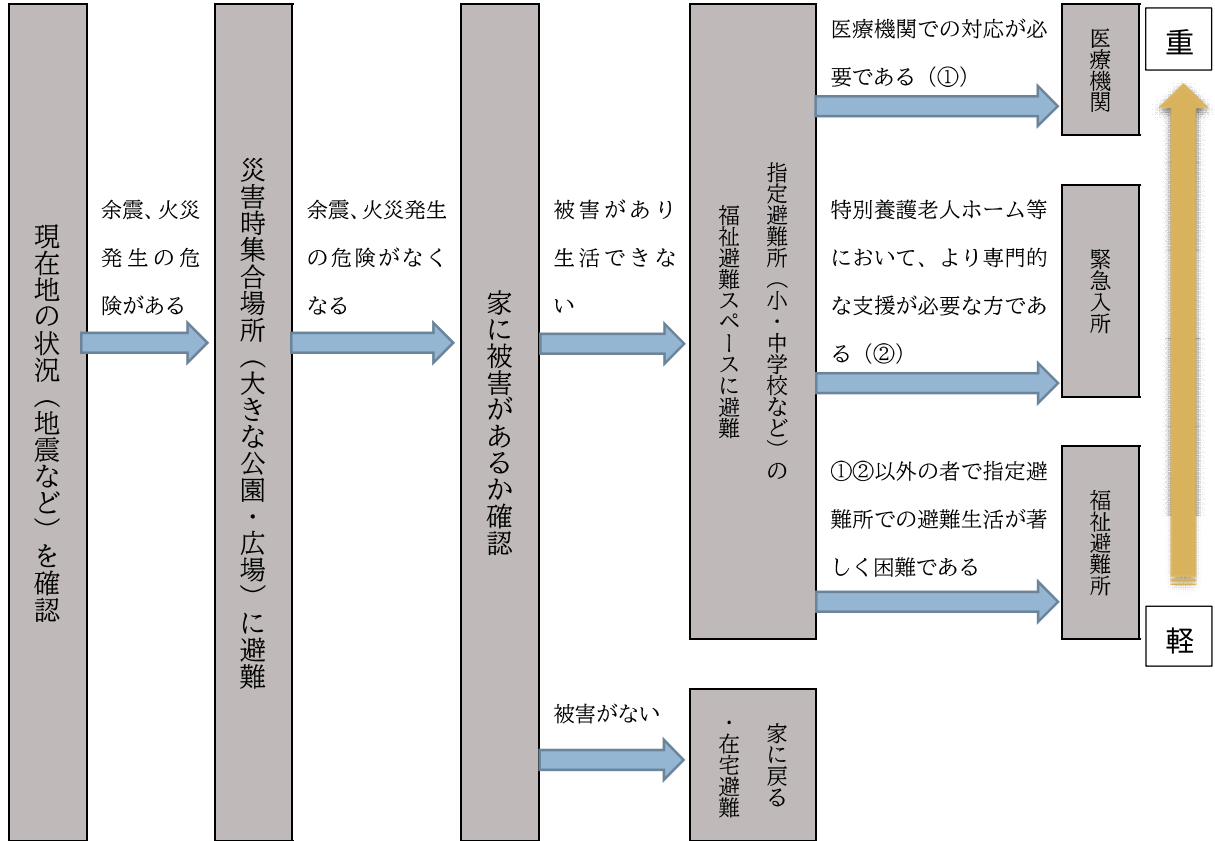 現在地の状況（地震など）を確認
余震、火災
発生の危
険がある
災害時集合場所（大きな公園・広場）に避難
余震、火災発生
の危険がなく
なる
家に被害があるか確認
被害があり
生活できな
い
指定避難所（小・中学校など）の
福祉避難スペースに避難
医療機関での対応が必
要である（①）
医療機関
特別養護老人ホーム等
において、より専門的
な支援が必要な方であ
る（②）
緊急入所
①②以外の者で指定避
難所での避難生活が著
しく困難である
福祉避難所
重
軽
被害がない
家に戻る
・在宅避難